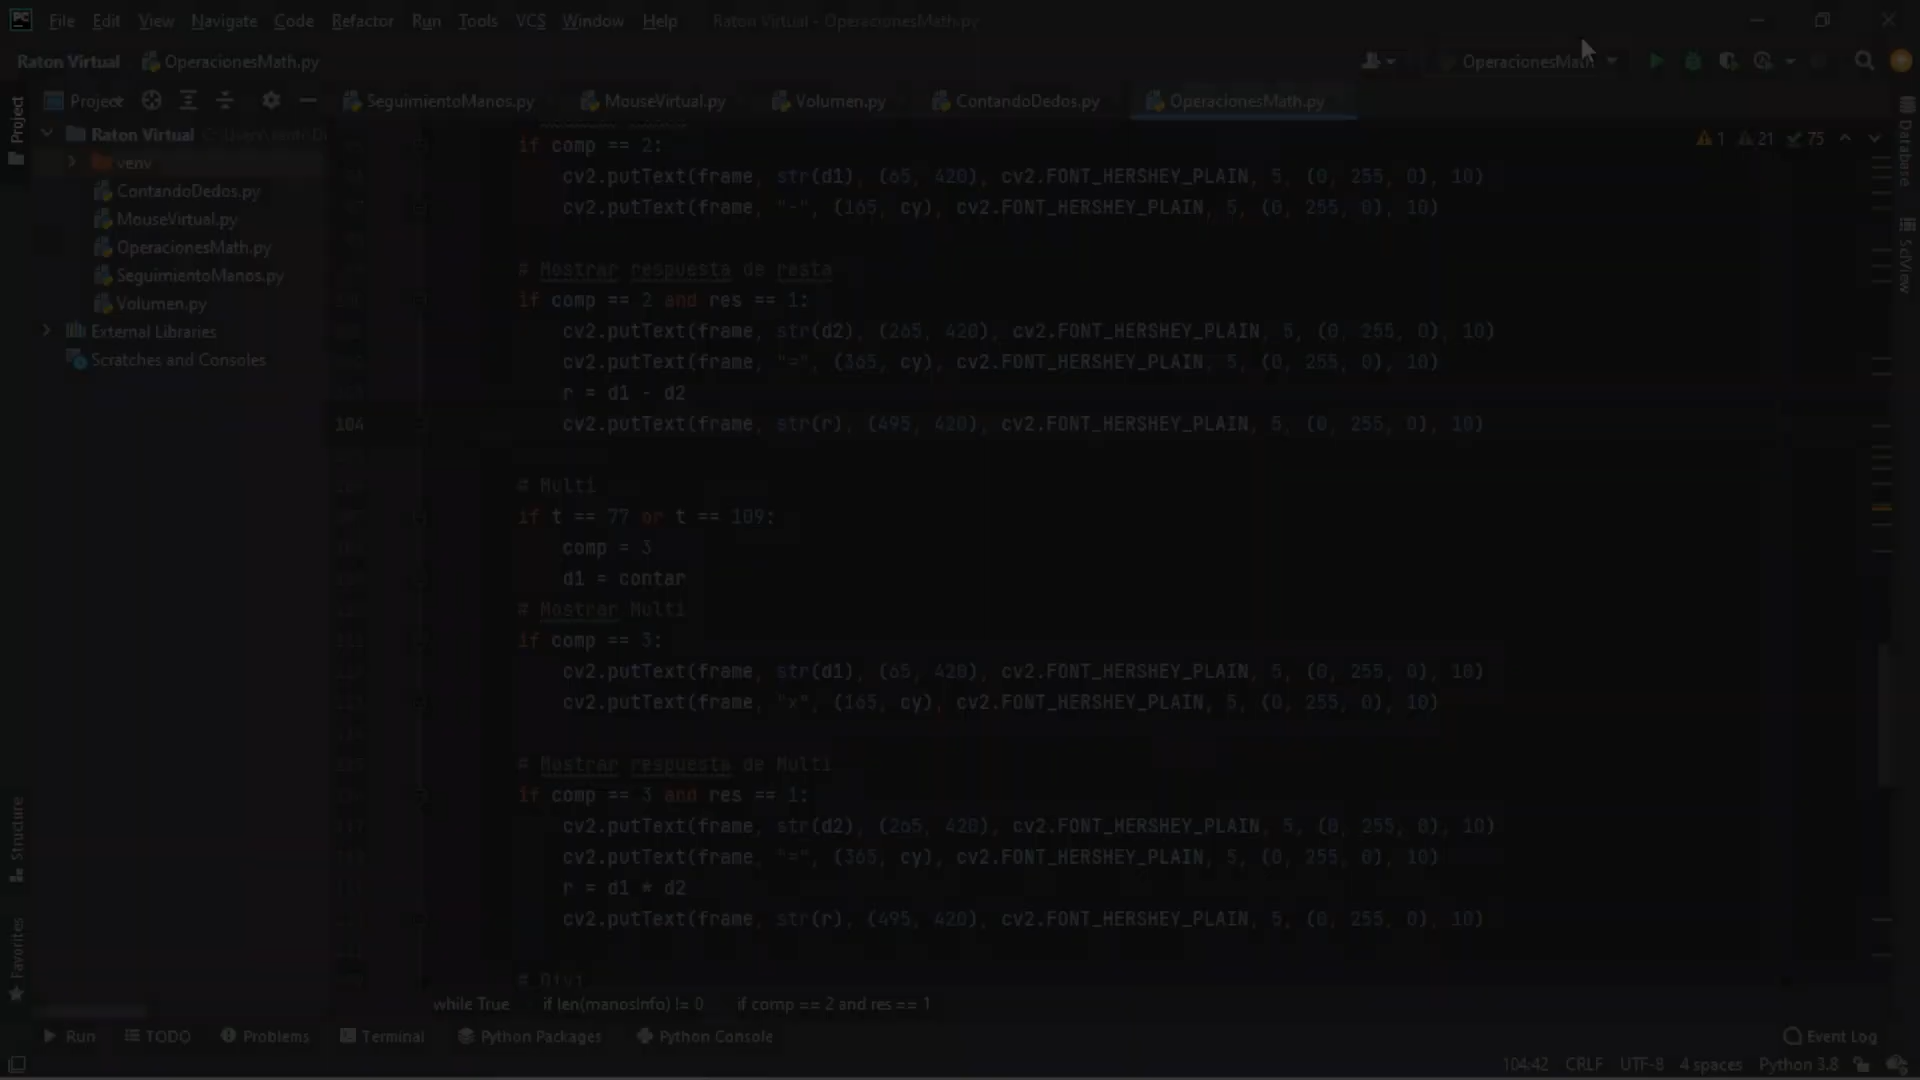 File Edit View Navigate Code Refactor Run Tools VCS Window Help Raton Virtual - OperacionesMath.py
Raton Virtual OperacionesMath.py OperacionesMath
Project SeguimientoManos.py MouseVirtual.py Volumen.py ContandoDedos.py OperacionesMath.py
Project
Raton Virtual
venv
ContandoDedos.py
MouseVirtual.py
OperacionesMath.py
SeguimientoManos.py
Volumen.py
External Libraries
Scratches and Consoles
Structure
Favorites
1 21 75
Database
SciView
if comp == 2:
cv2.putText(frame, str(d1), (65, 420), cv2.FONT_HERSHEY_PLAIN, 5, (0, 255, 0), 10)
cv2.putText(frame, "-", (165, cy), cv2.FONT_HERSHEY_PLAIN, 5, (0, 255, 0), 10)
# Mostrar respuesta de resta
if comp == 2 and res == 1:
cv2.putText(frame, str(d2), (265, 420), cv2.FONT_HERSHEY_PLAIN, 5, (0, 255, 0), 10)
cv2.putText(frame, "=", (365, cy), cv2.FONT_HERSHEY_PLAIN, 5, (0, 255, 0), 10)
r = d1 - d2
104 cv2.putText(frame, str(r), (495, 420), cv2.FONT_HERSHEY_PLAIN, 5, (0, 255, 0), 10)
# Multi
if t == 77 or t == 109:
comp = 3
d1 = contar
# Mostrar Multi
if comp == 3:
cv2.putText(frame, str(d1), (65, 420), cv2.FONT_HERSHEY_PLAIN, 5, (0, 255, 0), 10)
cv2.putText(frame, "x", (165, cy), cv2.FONT_HERSHEY_PLAIN, 5, (0, 255, 0), 10)
# Mostrar respuesta de Multi
if comp == 3 and res == 1:
cv2.putText(frame, str(d2), (265, 420), cv2.FONT_HERSHEY_PLAIN, 5, (0, 255, 0), 10)
cv2.putText(frame, "=", (365, cy), cv2.FONT_HERSHEY_PLAIN, 5, (0, 255, 0), 10)
r = d1 * d2
cv2.putText(frame, str(r), (495, 420), cv2.FONT_HERSHEY_PLAIN, 5, (0, 255, 0), 10)
# Divi
while True if len(manosInfo) != 0 if comp == 2 and res == 1
Run TODO Problems Terminal Python Packages Python Console Event Log
104:42 CRLF UTF-8 4 spaces Python 3.8